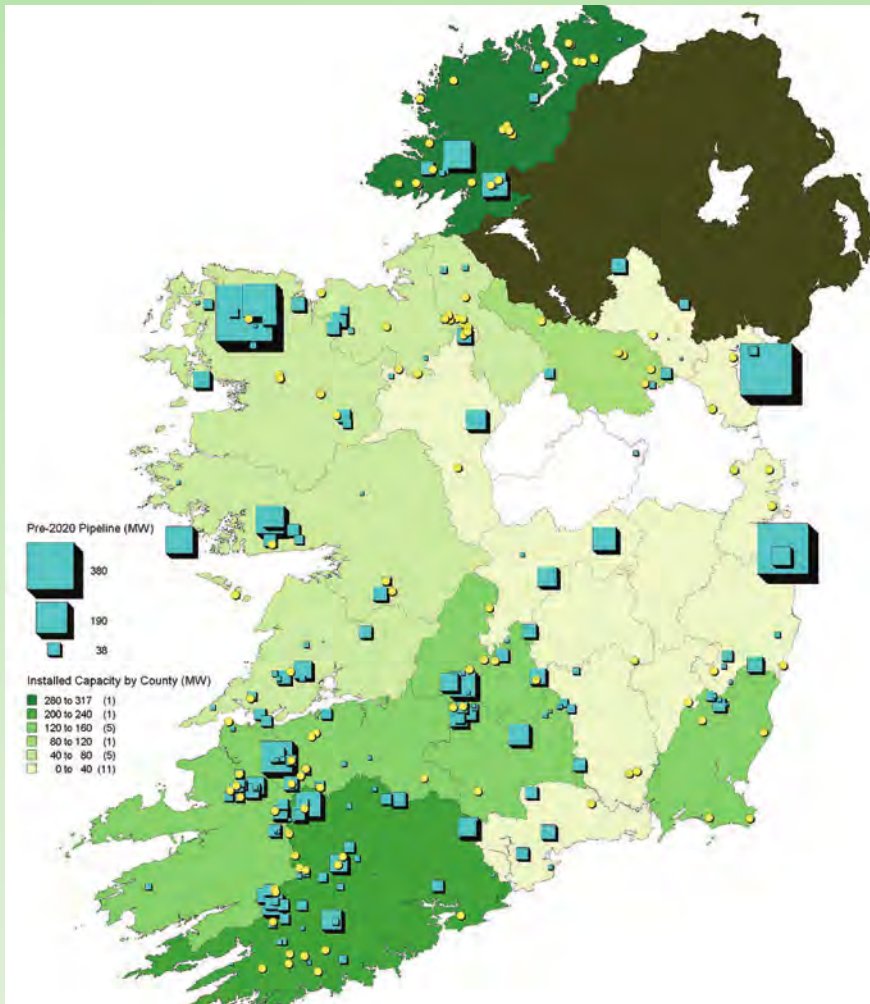 Pre-2020 Pipeline (MW)
380
190
38
Installed Capacity by County (MW)
280 to 317 (1)
200 to 240 (1)
120 to 160 (5)
80 to 120 (1)
40 to 80 (5)
0 to 40 (11)